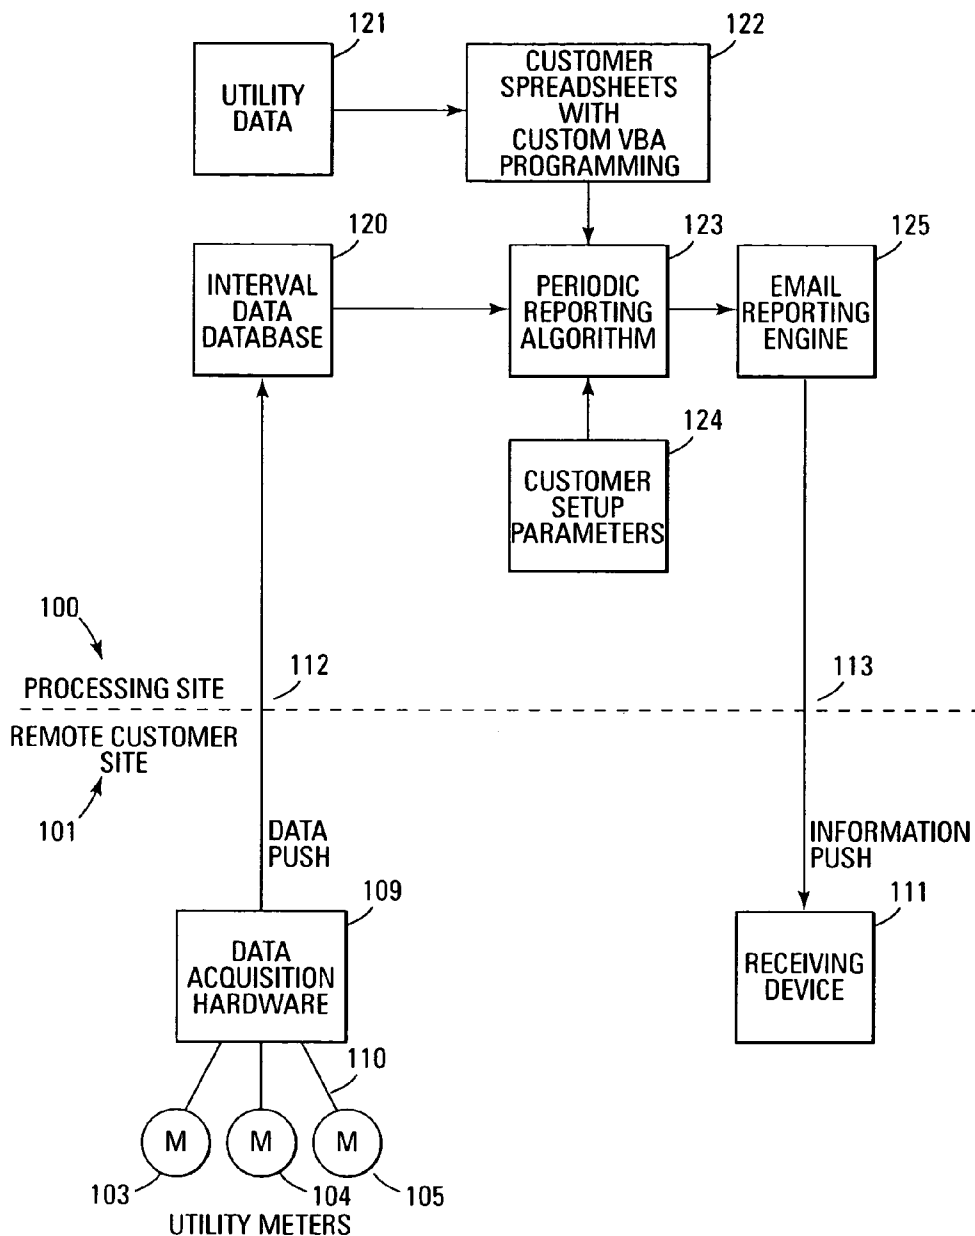 121
122
UTILITY
DATA
CUSTOMER
SPREADSHEETS
WITH
CUSTOM VBA
PROGRAMMING
120
123
125
INTERVAL
DATA
DATABASE
PERIODIC
REPORTING
ALGORITHM
EMAIL
REPORTING
ENGINE
124
CUSTOMER
SETUP
PARAMETERS
100
112
113
PROCESSING SITE
REMOTE CUSTOMER
SITE
101
DATA
PUSH
INFORMATION
PUSH
109
111
DATA
ACQUISITION
HARDWARE
RECEIVING
DEVICE
110
M
M
M
103
104
105
UTILITY METERS